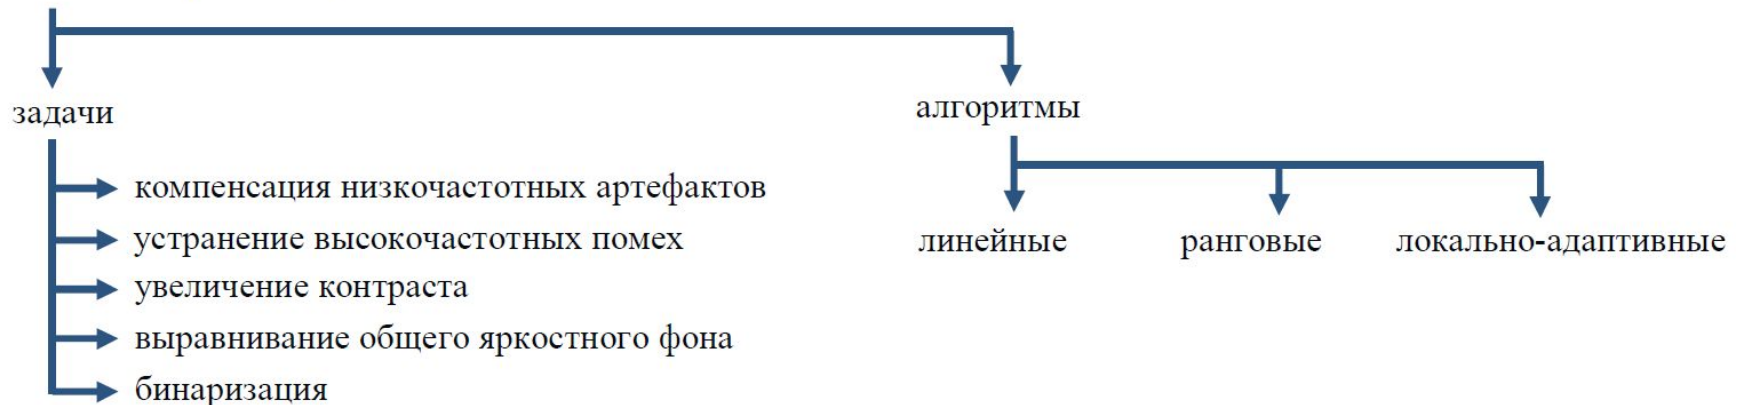 задачи
компенсация низкочастотных артефактов
устранение высокочастотных помех
увеличение контраста
выравнивание общего яркостного фона
бинаризация
алгоритмы
линейные ранговые локально-адаптивные